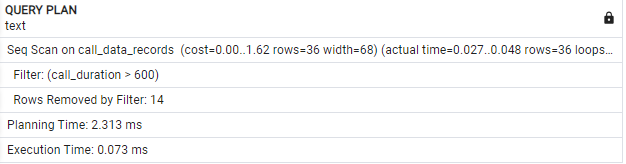 QUERY PLAN
text
Seq Scan on call_data_records (cost=0.00..1.62 rows=36 width=68) (actual time=0.027..0.048 rows=36 loops...
Filter: (call_duration > 600)
Rows Removed by Filter: 14
Planning Time: 2.313 ms
Execution Time: 0.073 ms